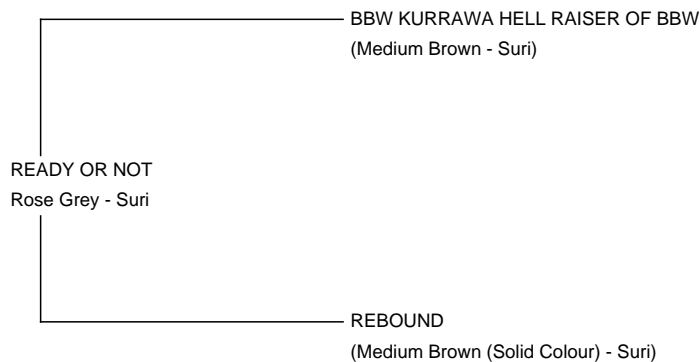 BBW KURRAWA HELL RAISER OF BBW
(Medium Brown - Suri)
READY OR NOT
Rose Grey - Suri
REBOUND
(Medium Brown (Solid Colour) - Suri)